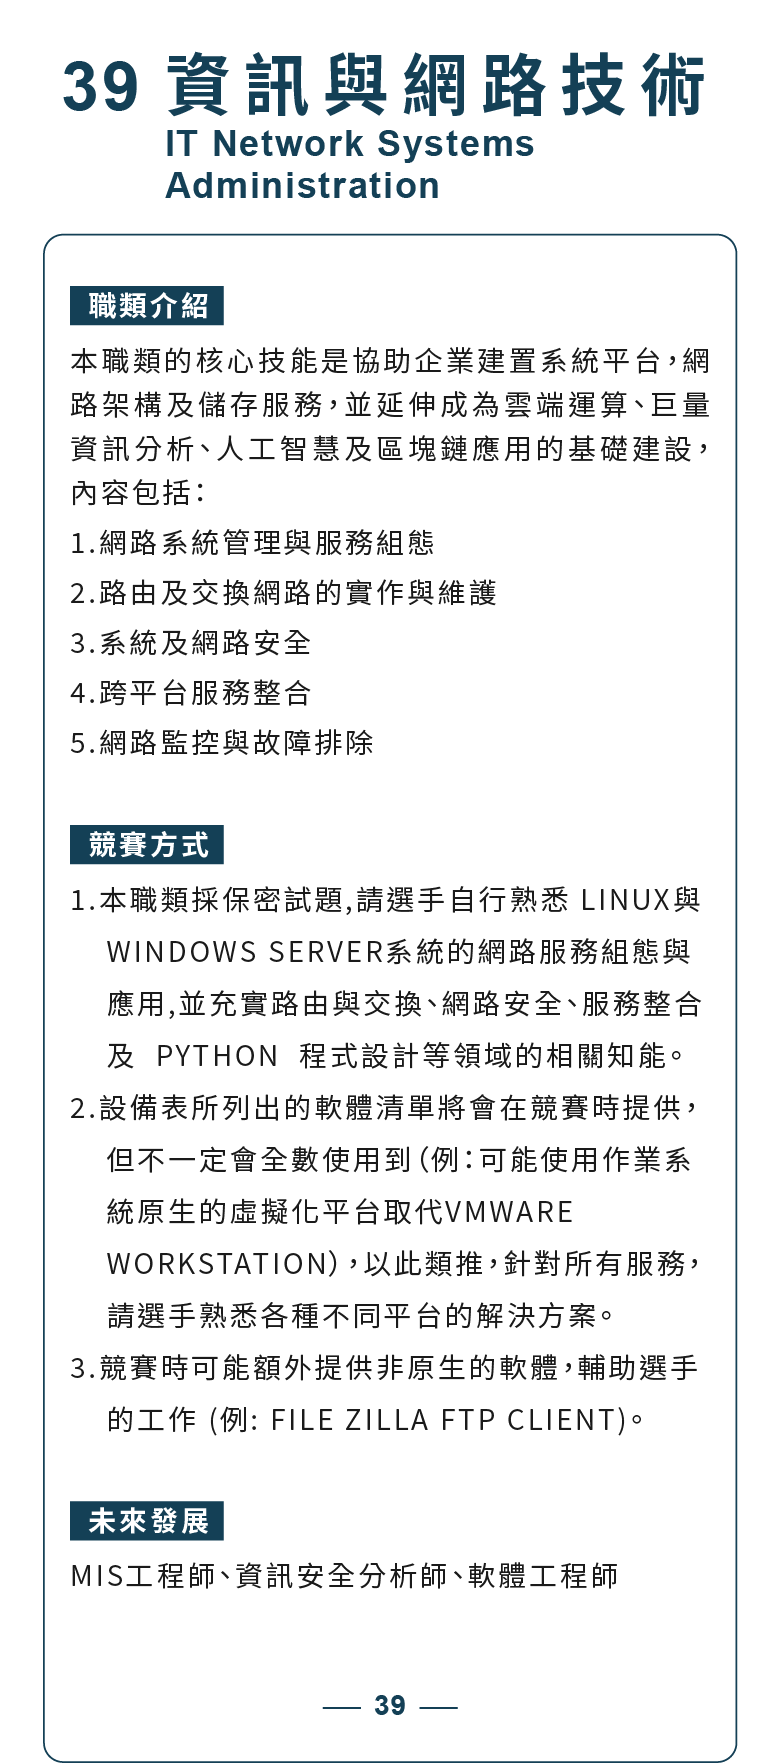 39 資訊與網路技術
IT Network Systems
Administration
職類介紹
本職類的核心技能是協助企業建置系統平台，網
路架構及儲存服務，並延伸成為雲端運算、巨量
資訊分析、人工智慧及區塊鏈應用的基礎建設，
內容包括：
1.網路系統管理與服務組態
2.路由及交換網路的實作與維護
3.系統及網路安全
4.跨平台服務整合
5.網路監控與故障排除
競賽方式
1.本職類採保密試題,請選手自行熟悉 LINUX與
WINDOWS SERVER系統的網路服務組態與
應用,並充實路由與交換、網路安全、服務整合
及 PYTHON 程式設計等領域的相關知能。
2.設備表所列出的軟體清單將會在競賽時提供，
但不一定會全數使用到（例：可能使用作業系
統原生的虛擬化平台取代VMWARE
WORKSTATION），以此類推，針對所有服務，
請選手熟悉各種不同平台的解決方案。
3.競賽時可能額外提供非原生的軟體，輔助選手
的工作 (例: FILE ZILLA FTP CLIENT)。
未來發展
MIS工程師、資訊安全分析師、軟體工程師
39